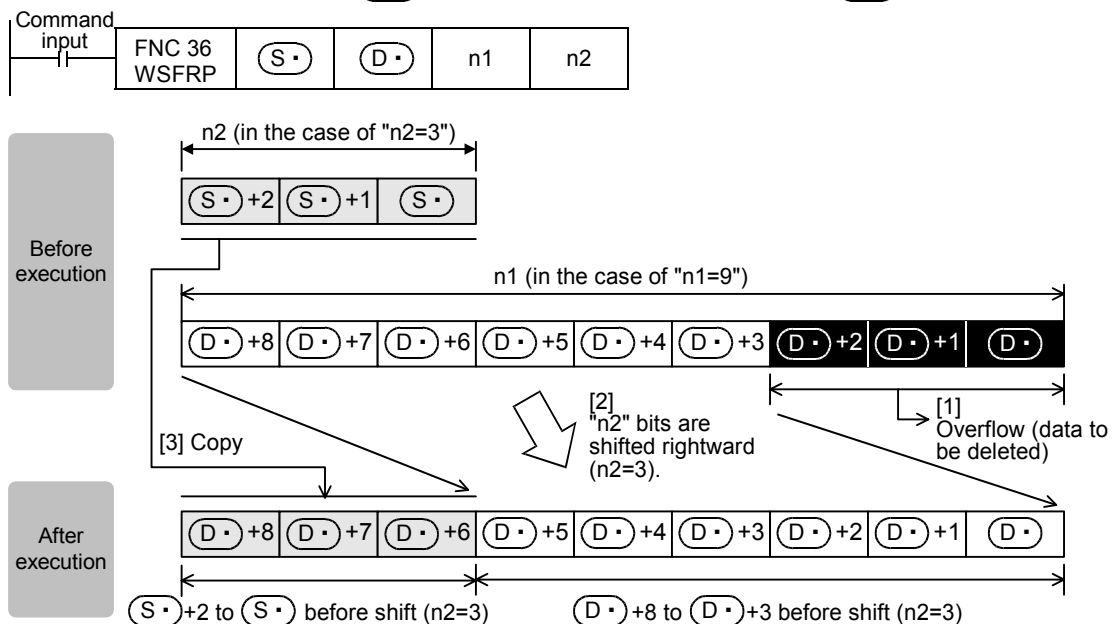 Command
input
FNC 36
WSFRP
S·
D·
n1
n2
n2 (in the case of "n2=3")
S· +2 S· +1 S·
Before
execution
n1 (in the case of "n1=9")
D· +8 D· +7 D· +6 D· +5 D· +4 D· +3 D· +2 D· +1 D·
[2]
"n2" bits are
shifted rightward
(n2=3).
[1]
Overflow (data to
be deleted)
[3] Copy
After
execution
D· +8 D· +7 D· +6 D· +5 D· +4 D· +3 D· +2 D· +1 D·
S· +2 to S· before shift (n2=3)
D· +8 to D· +3 before shift (n2=3)